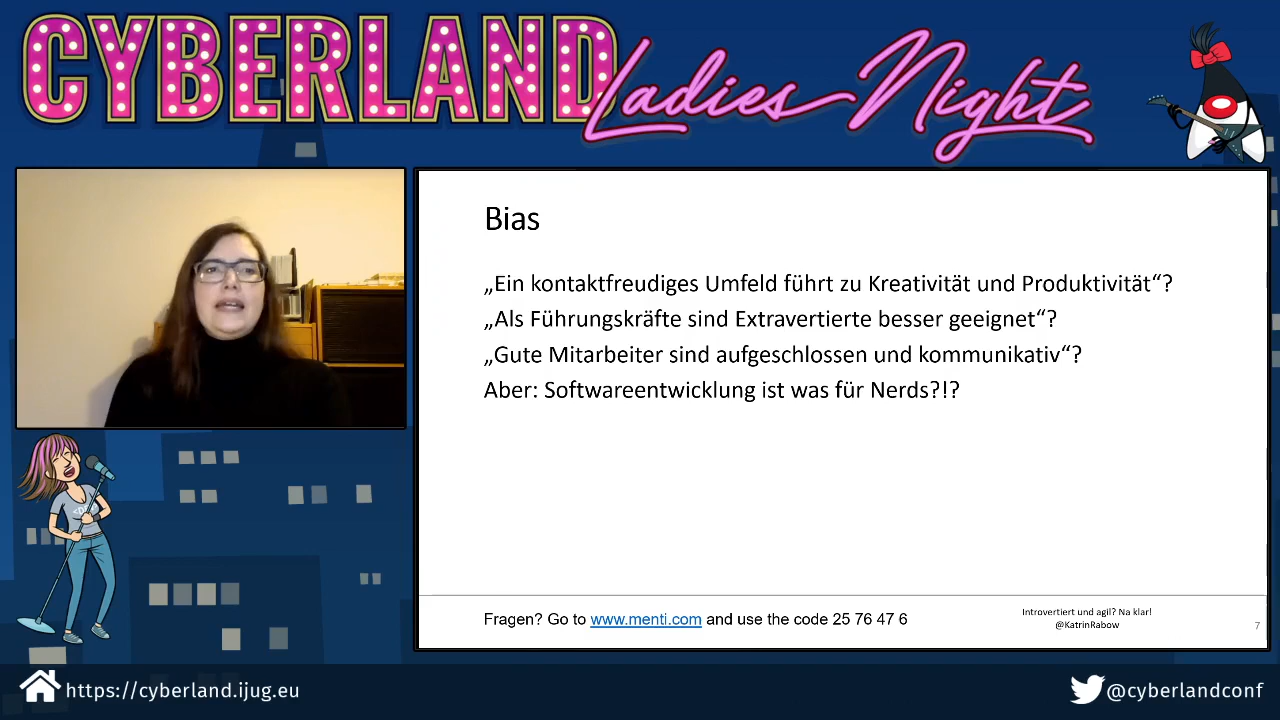 CYBERLAND Ladies Night
Bias
„Ein kontaktfreudiges Umfeld führt zu Kreativität und Produktivität“?
„Als Führungskräfte sind Extravertierte besser geeignet“?
„Gute Mitarbeiter sind aufgeschlossen und kommunikativ“?
Aber: Softwareentwicklung ist was für Nerds?!?
Fragen? Go to www.menti.com and use the code 25 76 47 6
Introvertiert und agil? Na klar!
@KatrinRabow
7
https://cyberland.ijug.eu
@cyberlandconf